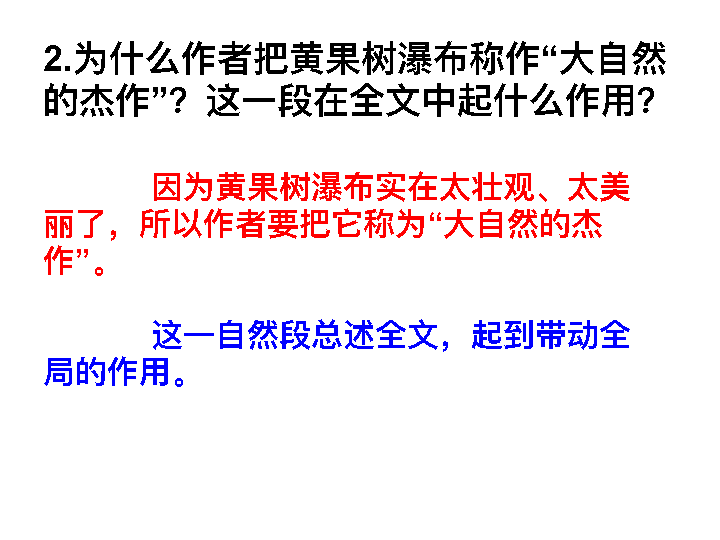 2.为什么作者把黄果树瀑布称作“大自然
的杰作”？这一段在全文中起什么作用？
因为黄果树瀑布实在太壮观、太美
丽了，所以作者要把它称为“大自然的杰
作”。
这一自然段总述全文，起到带动全
局的作用。